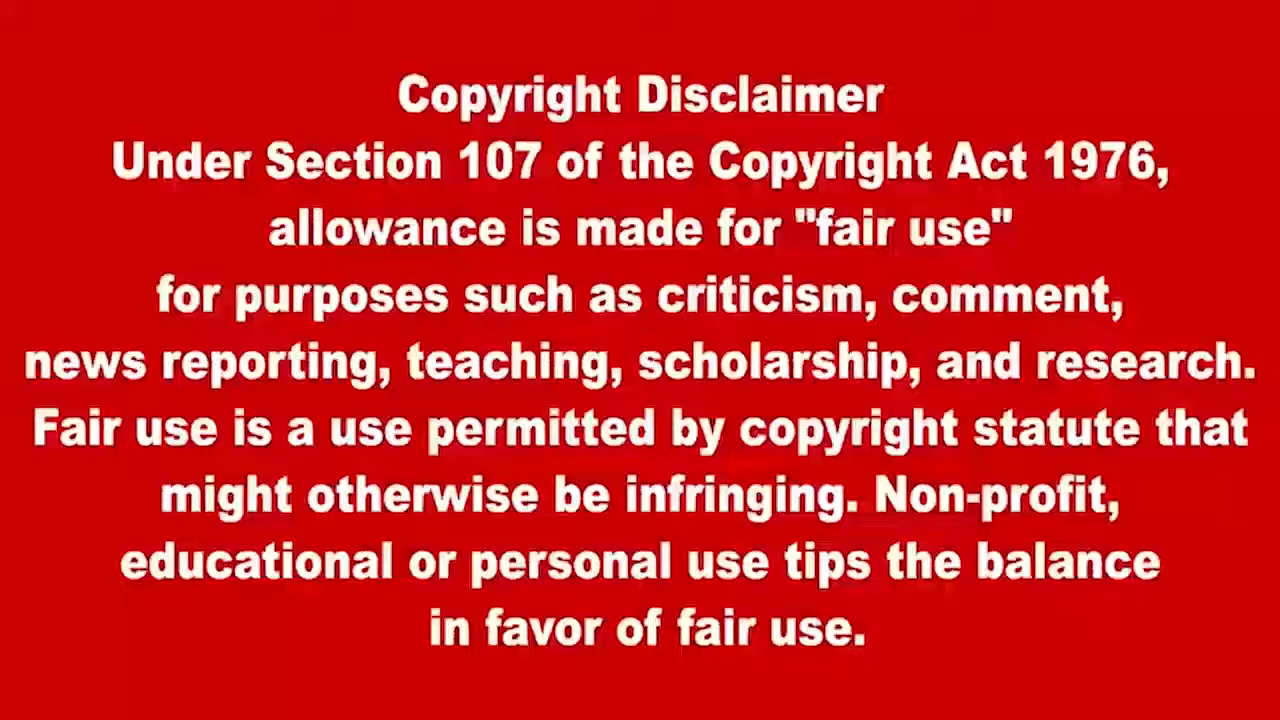 Copyright Disclaimer
Under Section 107 of the Copyright Act 1976,
allowance is made for "fair use"
for purposes such as criticism, comment,
news reporting, teaching, scholarship, and research.
Fair use is a use permitted by copyright statute that
might otherwise be infringing. Non-profit,
educational or personal use tips the balance
in favor of fair use.